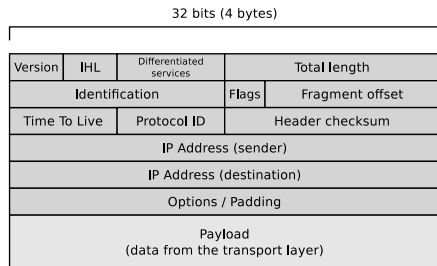 32 bits (4 bytes)
Version IHL Differentiated services Total length
Identification Flags Fragment offset
Time To Live Protocol ID Header checksum
IP Address (sender)
IP Address (destination)
Options / Padding
Payload
(data from the transport layer)